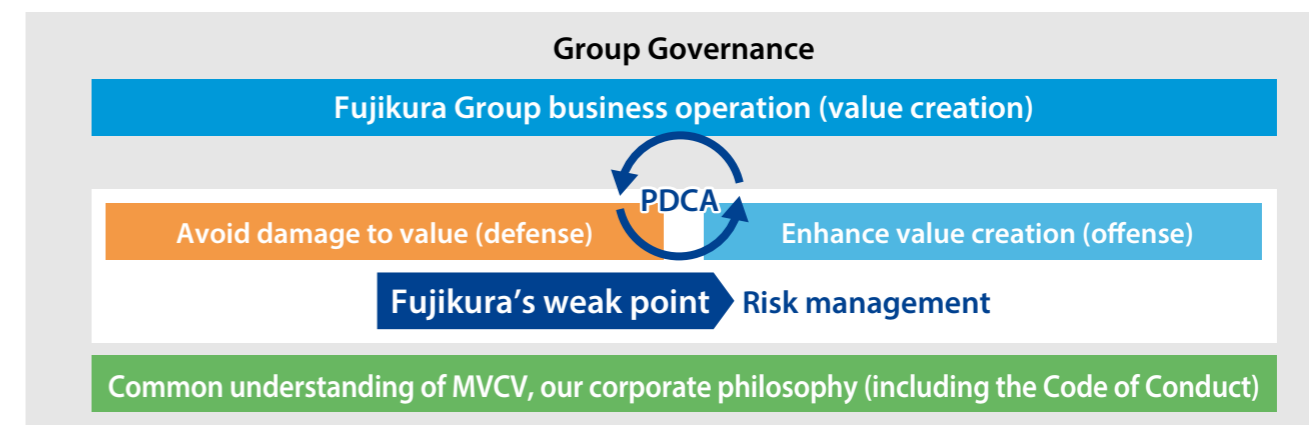 Group Governance
Fujikura Group business operation (value creation)
PDCA
Avoid damage to value (defense)
Enhance value creation (offense)
Fujikura’s weak point
Risk management
Common understanding of MVCV, our corporate philosophy (including the Code of Conduct)